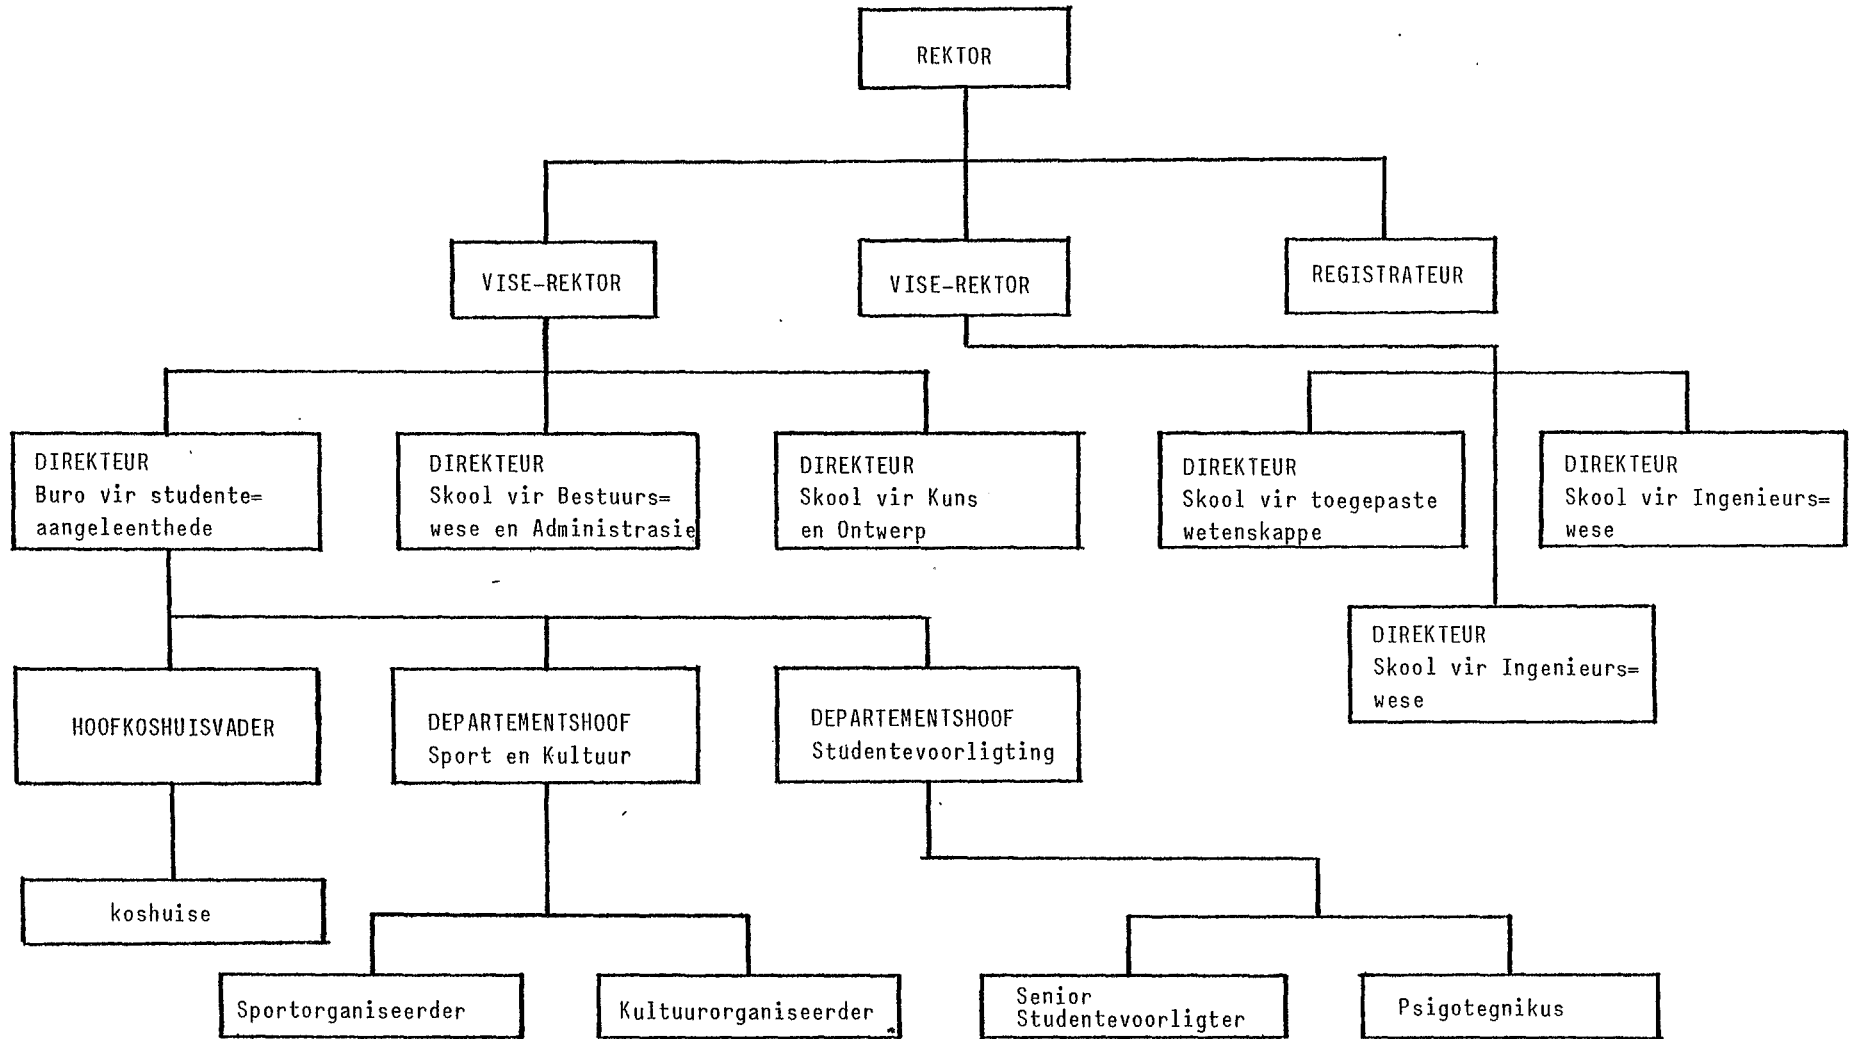 REKTOR
VISE-REKTOR
VISE-REKTOR
REGISTRATEUR
DIREKTEUR
Buro vir studente=
aangeleenthede
DIREKTEUR
Skool vir Bestuurs=
wese en Administrasie
DIREKTEUR
Skool vir Kuns
en Ontwerp
DIREKTEUR
Skool vir toegepaste
wetenskappe
DIREKTEUR
Skool vir Ingenieurs=
wese
DIREKTEUR
Skool vir Ingenieurs=
wese
HOOFKOSHUISVADER
DEPARTEMENTSHOOF
Sport en Kultuur
DEPARTEMENTSHOOF
Studentevoorligting
koshuise
Sportorganiseerder
Kultuurorganiseerder
Senior
Studentevoorligter
Psigotegnikus